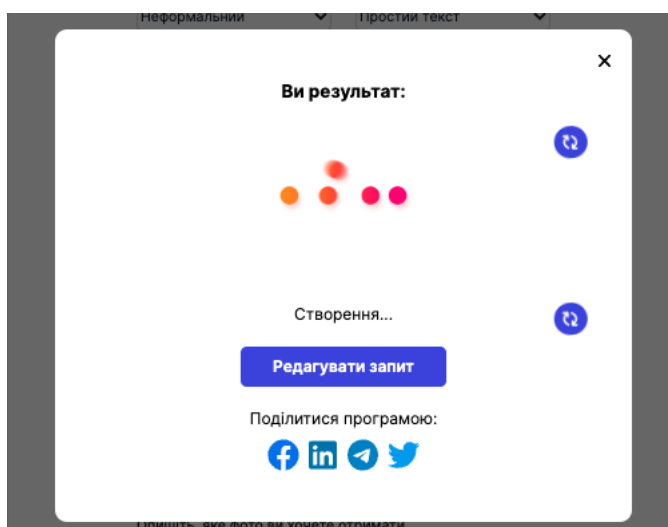 Неформальний Простий текст
Ви результат:
Створення...
Редагувати запит
Поділитися програмою:
Опишіть, яке фото ви хочете отримати